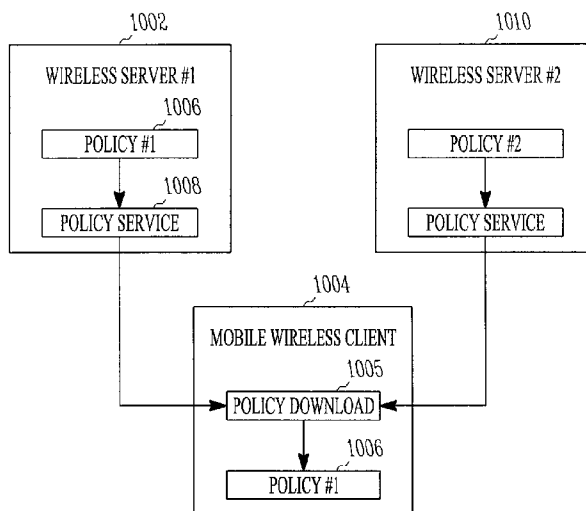 1002
WIRELESS SERVER #1
1006
POLICY #1
1008
POLICY SERVICE
1010
WIRELESS SERVER #2
POLICY #2
POLICY SERVICE
1004
MOBILE WIRELESS CLIENT
1005
POLICY DOWNLOAD
1006
POLICY #1